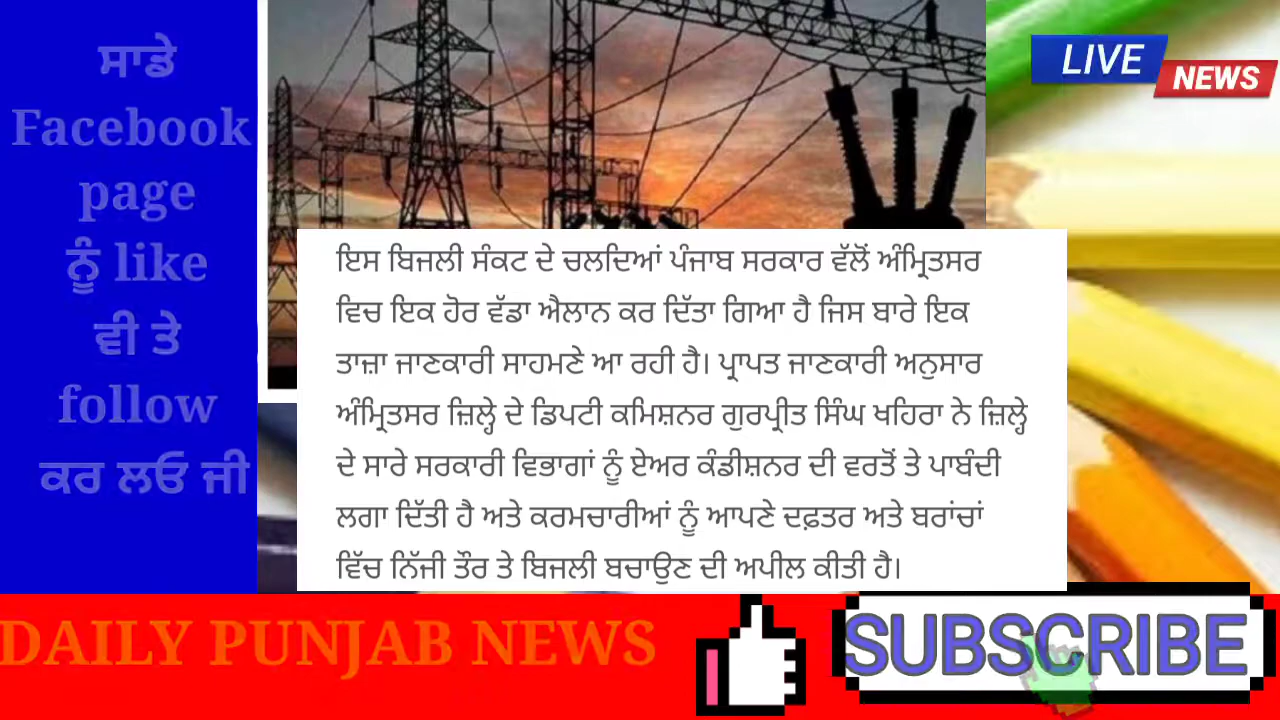 ਸਾਡੇ
Facebook
page
ਨੂੰ like
ਵੀ ਤੇ
follow
ਕਰ ਲਓ ਜੀ
LIVE
NEWS
ਇਸ ਬਿਜਲੀ ਸੰਕਟ ਦੇ ਚਲਦਿਆਂ ਪੰਜਾਬ ਸਰਕਾਰ ਵੱਲੋਂ ਅੰਮ੍ਰਿਤਸਰ
ਵਿਚ ਇਕ ਹੋਰ ਵੱਡਾ ਐਲਾਨ ਕਰ ਦਿੱਤਾ ਗਿਆ ਹੈ ਜਿਸ ਬਾਰੇ ਇਕ
ਤਾਜ਼ਾ ਜਾਣਕਾਰੀ ਸਾਹਮਣੇ ਆ ਰਹੀ ਹੈ। ਪ੍ਰਾਪਤ ਜਾਣਕਾਰੀ ਅਨੁਸਾਰ
ਅੰਮ੍ਰਿਤਸਰ ਜ਼ਿਲ੍ਹੇ ਦੇ ਡਿਪਟੀ ਕਮਿਸ਼ਨਰ ਗੁਰਪ੍ਰੀਤ ਸਿੰਘ ਖਹਿਰਾ ਨੇ ਜ਼ਿਲ੍ਹੇ
ਦੇ ਸਾਰੇ ਸਰਕਾਰੀ ਵਿਭਾਗਾਂ ਨੂੰ ਏਅਰ ਕੰਡੀਸ਼ਨਰ ਦੀ ਵਰਤੋਂ ਤੇ ਪਾਬੰਦੀ
ਲਗਾ ਦਿੱਤੀ ਹੈ ਅਤੇ ਕਰਮਚਾਰੀਆਂ ਨੂੰ ਆਪਣੇ ਦਫ਼ਤਰ ਅਤੇ ਬਰਾਂਚਾਂ
ਵਿੱਚ ਨਿੱਜੀ ਤੌਰ ਤੇ ਬਿਜਲੀ ਬਚਾਉਣ ਦੀ ਅਪੀਲ ਕੀਤੀ ਹੈ।
DAILY PUNJAB NEWS
SUBSCRIBE